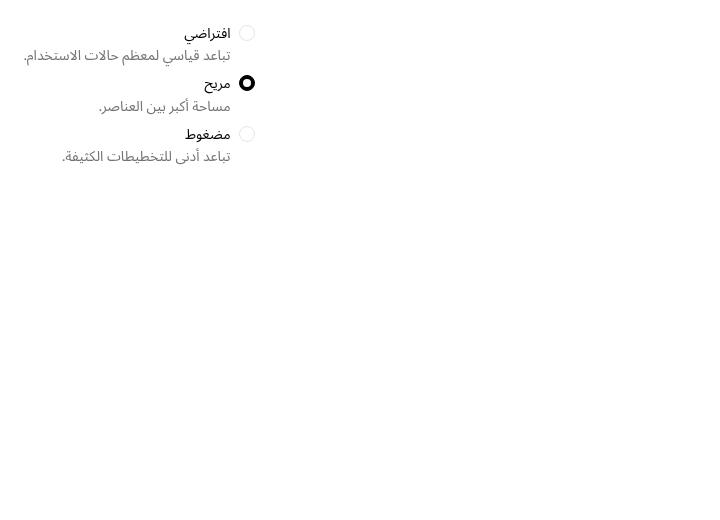 افتراضي
تباعد قياسي لمعظم حالات الاستخدام.
مريح
مساحة أكبر بين العناصر.
مضغوط
تباعد أدنى للتخطيطات الكثيفة.